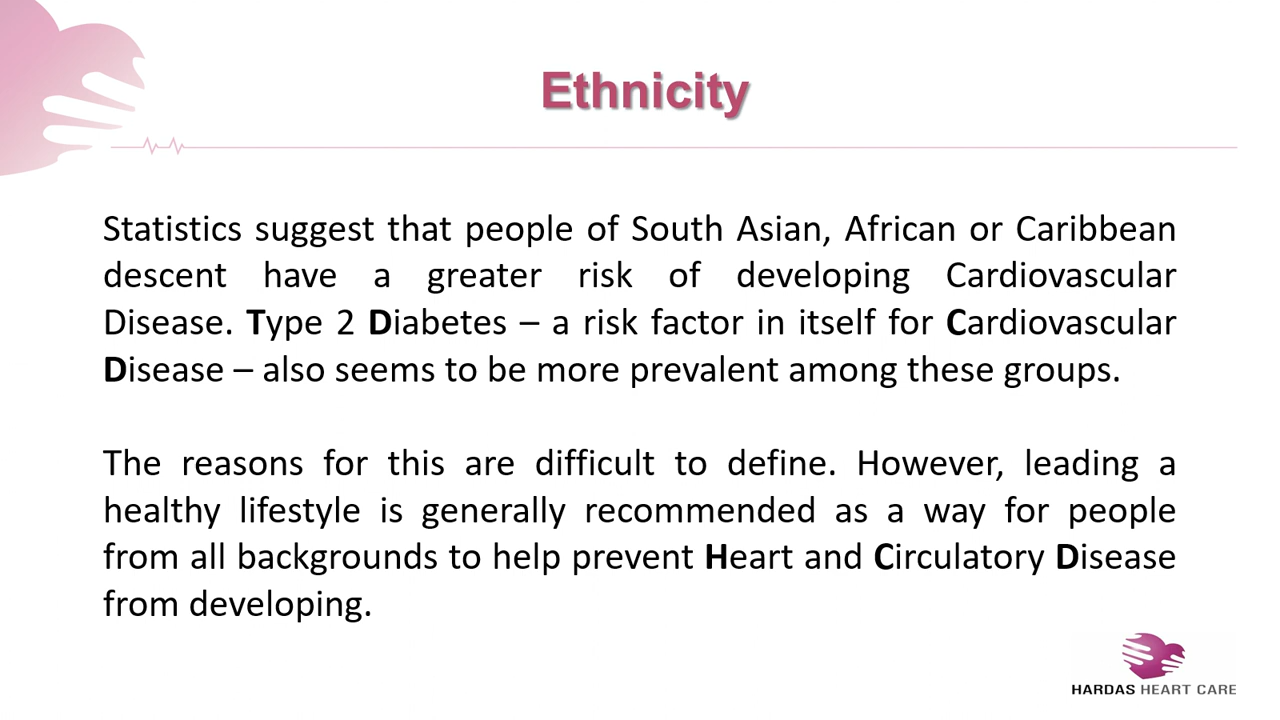 Ethnicity
Statistics suggest that people of South Asian, African or Caribbean
descent have a greater risk of developing Cardiovascular
Disease. Type 2 Diabetes – a risk factor in itself for Cardiovascular
Disease – also seems to be more prevalent among these groups.
The reasons for this are difficult to define. However, leading a
healthy lifestyle is generally recommended as a way for people
from all backgrounds to help prevent Heart and Circulatory Disease
from developing.
HARDAS HEART CARE